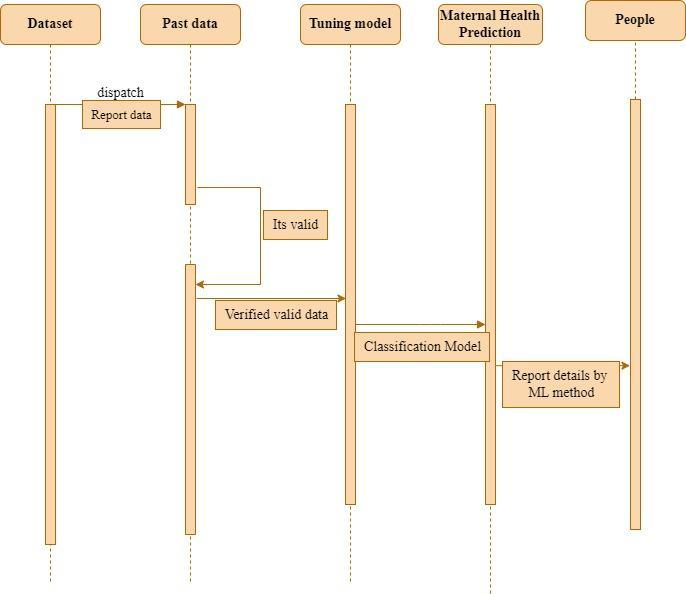 Dataset
Past data
Tuning model
Maternal Health
Prediction
People
dispatch
Report data
Its valid
Verified valid data
Classification Model
Report details by
ML method